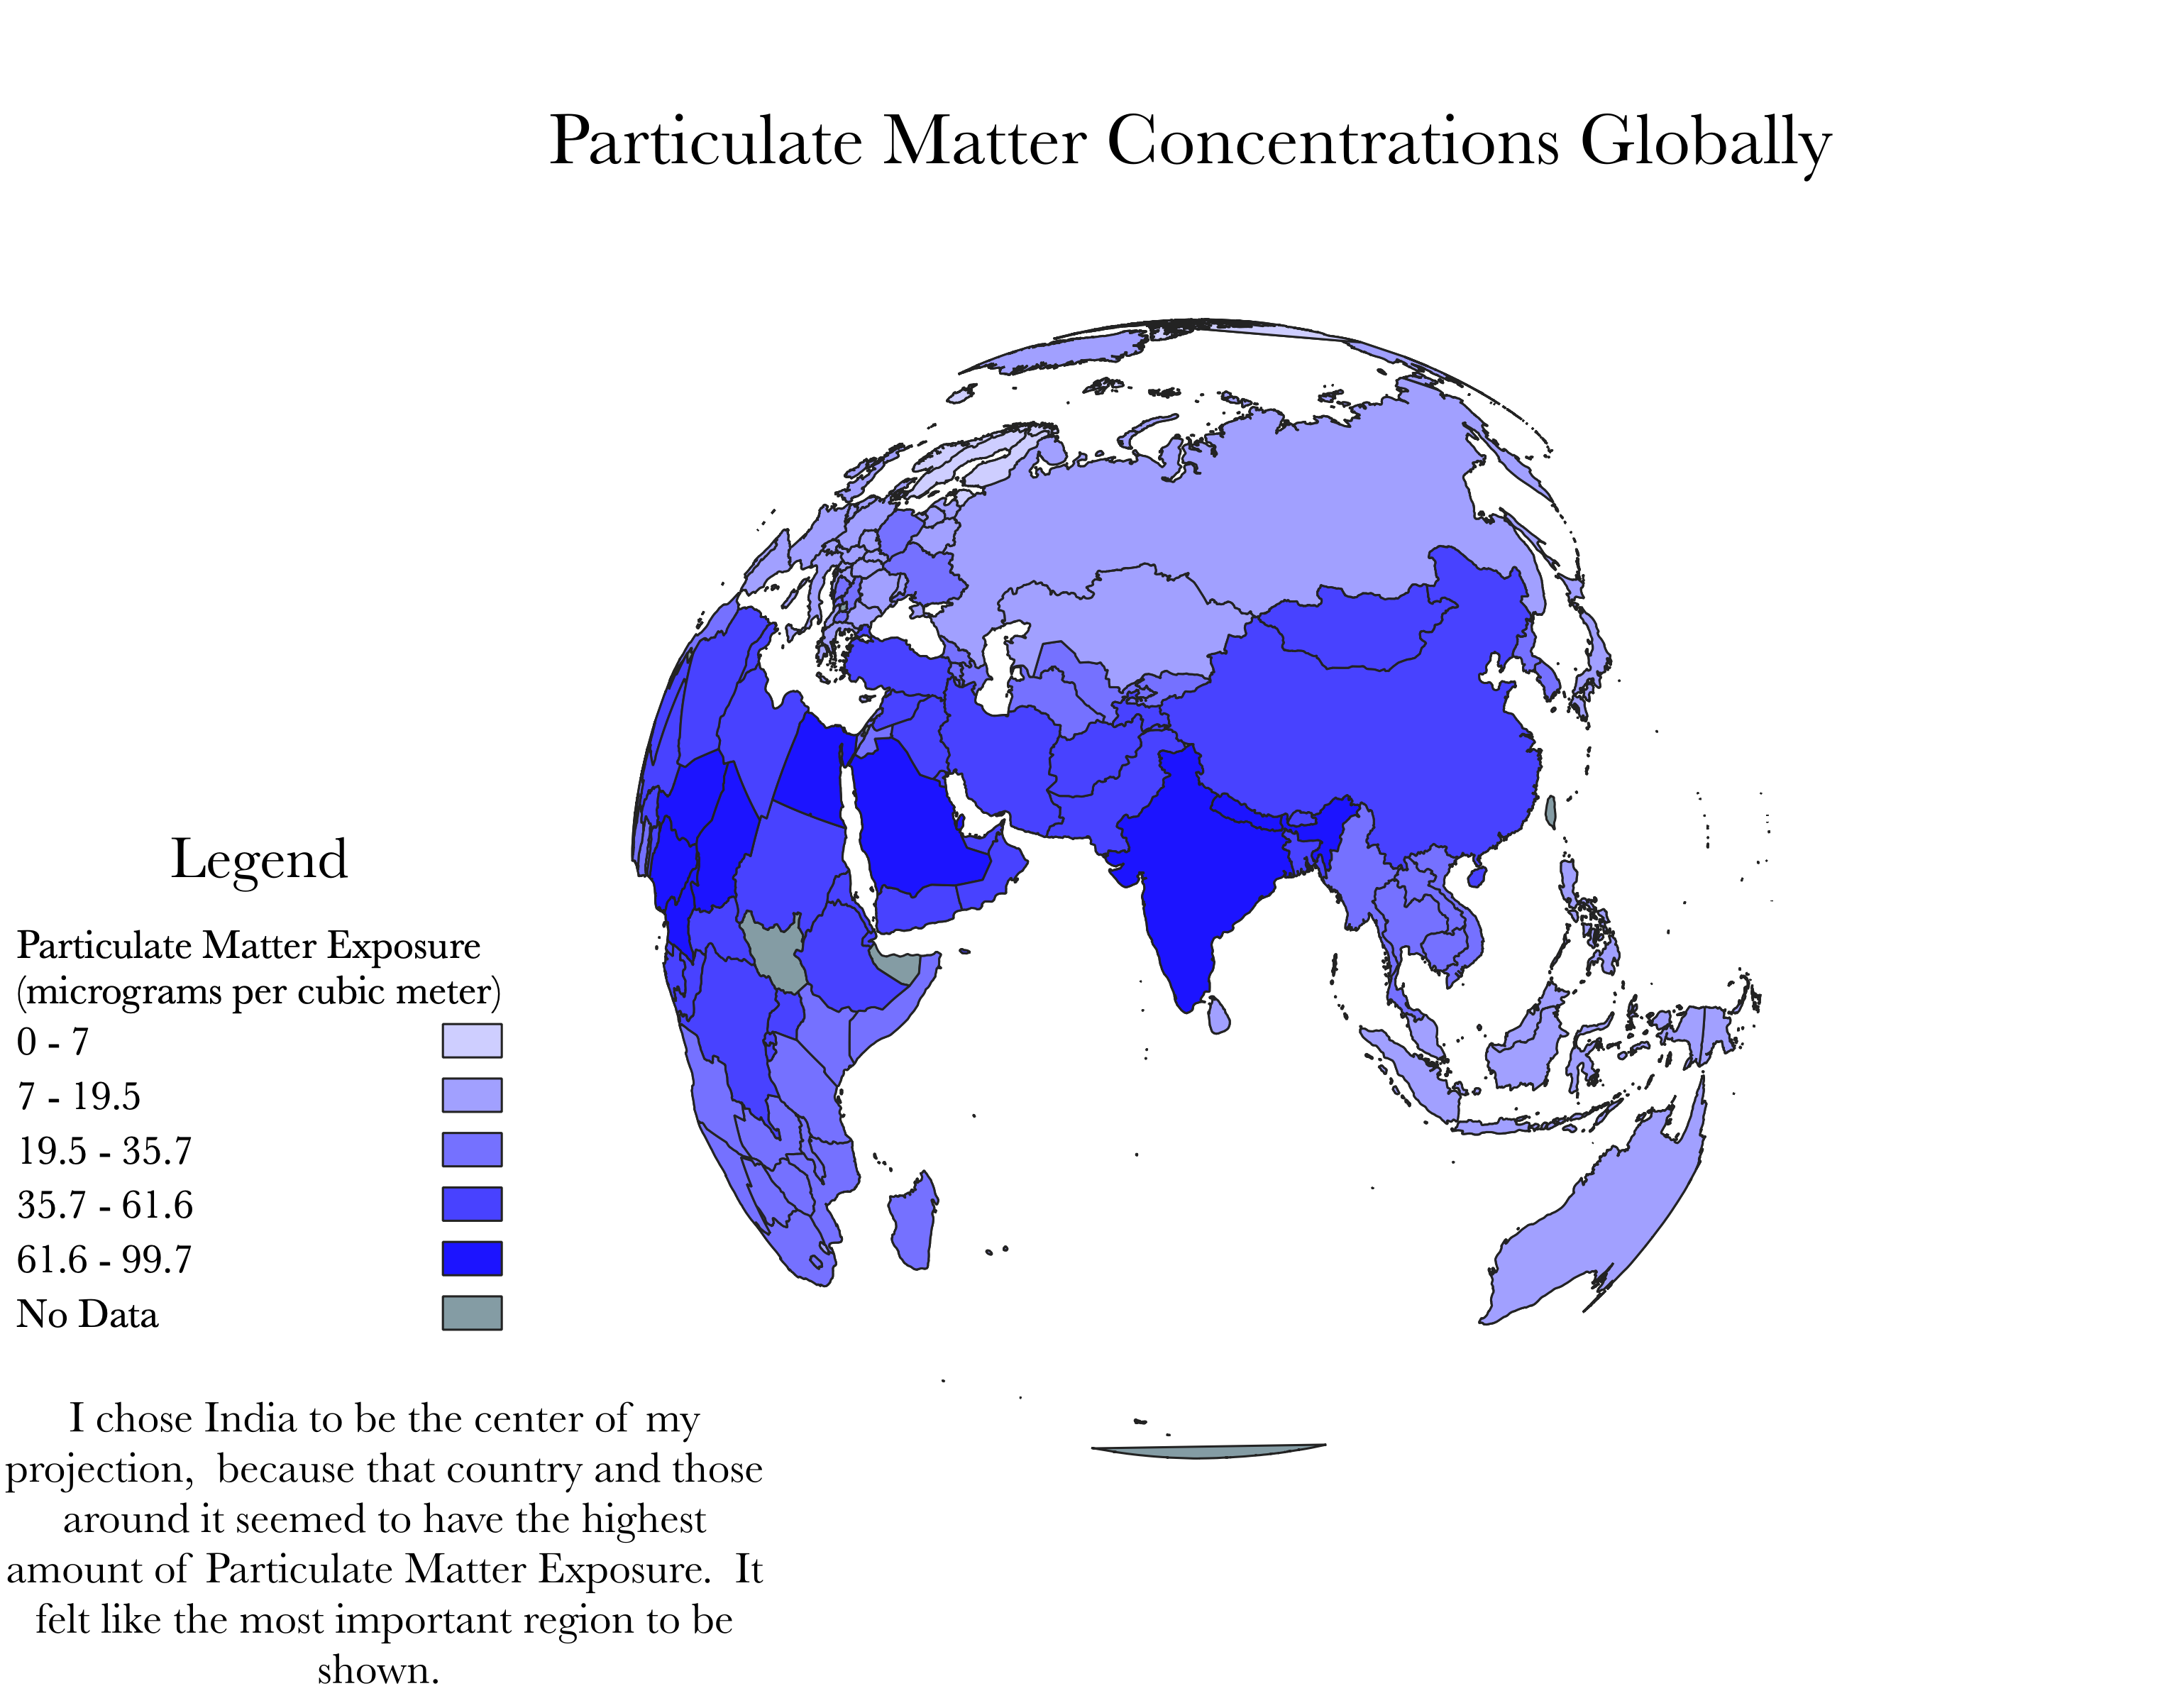 Particulate Matter Concentrations Globally
Legend
Particulate Matter Exposure
(micrograms per cubic meter)
0 - 7
7 - 19.5
19.5 - 35.7
35.7 - 61.6
61.6 - 99.7
No Data
I chose India to be the center of my
projection,  because that country and those
around it seemed to have the highest
amount of Particulate Matter Exposure.  It
felt like the most important region to be
shown.